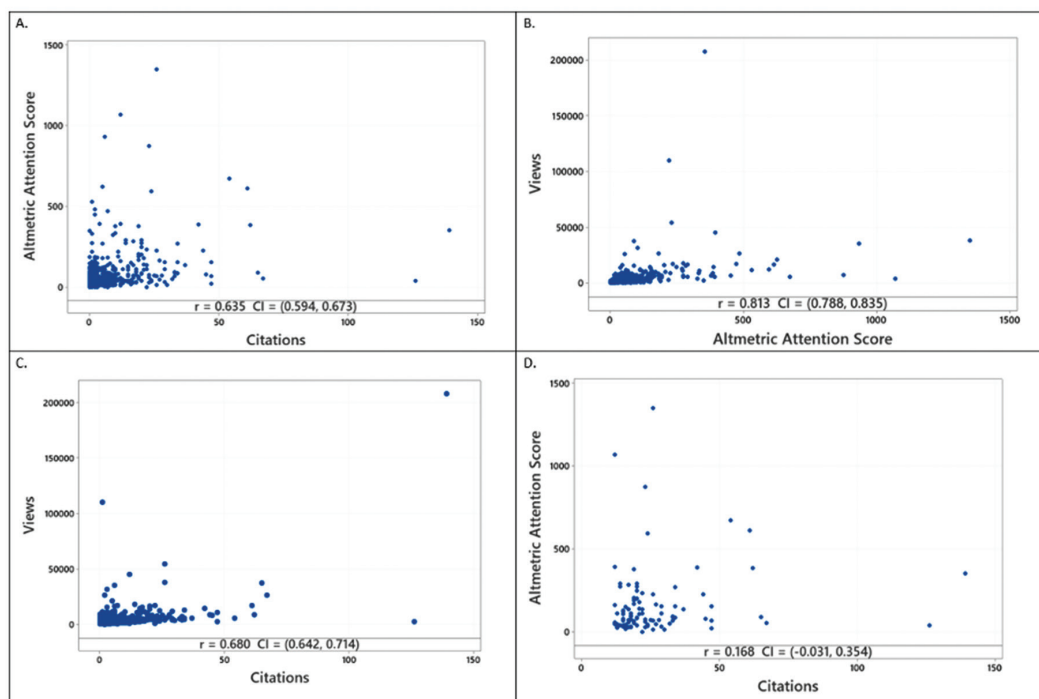 A.
1500
1000
500
0
Altmetric Attention Score
r = 0.635 CI = (0.594, 0.673)
0
50
100
150
Citations
B.
200000
150000
100000
50000
0
Views
r = 0.813 CI = (0.788, 0.835)
0
500
1000
1500
Altmetric Attention Score
C.
200000
150000
100000
50000
0
Views
r = 0.680 CI = (0.642, 0.714)
0
50
100
150
Citations
D.
1500
1000
500
0
Altmetric Attention Score
r = 0.168 CI = (-0.031, 0.354)
0
50
100
150
Citations